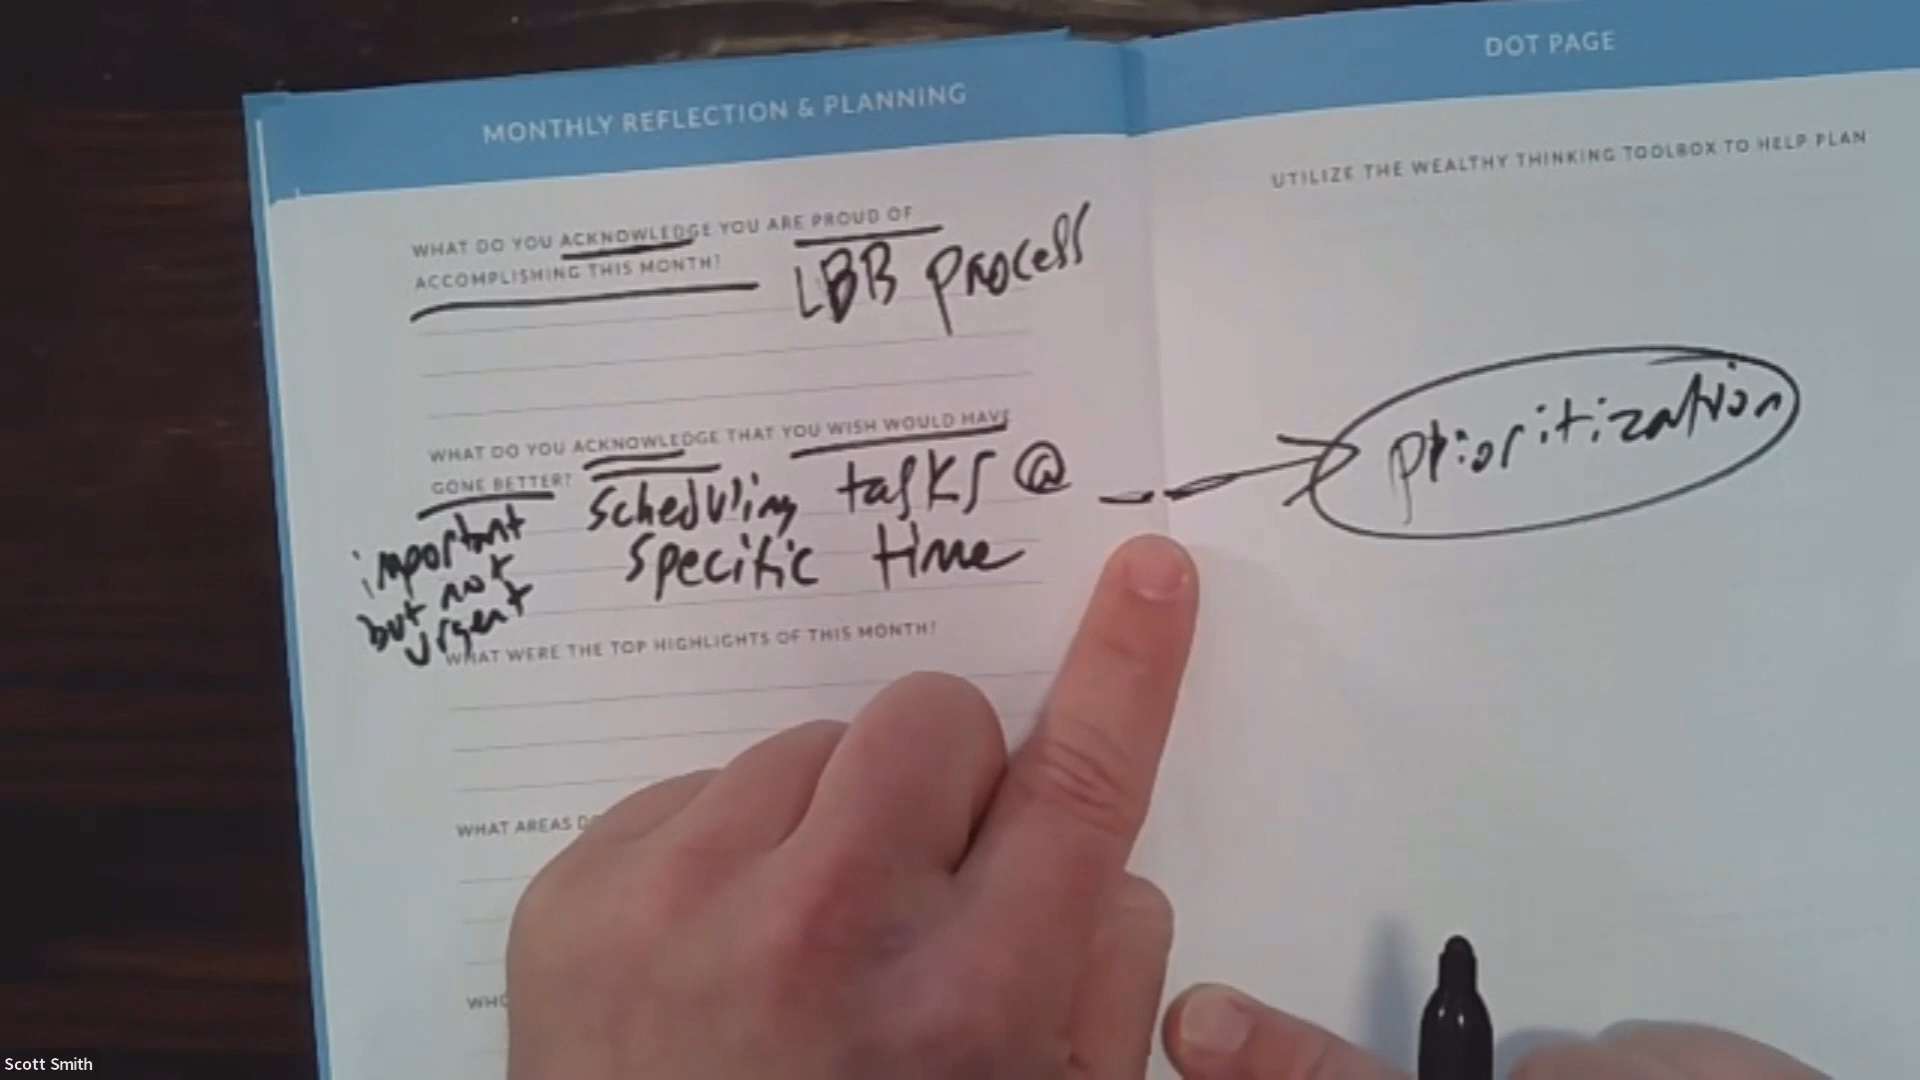 MONTHLY REFLECTION & PLANNING
WHAT DO YOU ACKNOWLEDGE YOU ARE PROUD OF
ACCOMPLISHING THIS MONTH?
LBB process
WHAT DO YOU ACKNOWLEDGE THAT YOU WISH WOULD HAVE
GONE BETTER?
scheduling tasks @
specific time
important
but not
urgent
WHAT WERE THE TOP HIGHLIGHTS OF THIS MONTH?
WHAT AREAS
WHO
DOT PAGE
UTILIZE THE WEALTHY THINKING TOOLBOX TO HELP PLAN
prioritization
Scott Smith